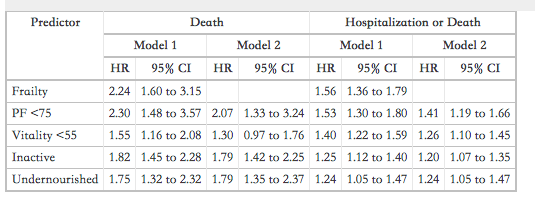 Predictor Death Hospitalization or Death
Model 1 Model 2 Model 1 Model 2
HR 95% CI HR 95% CI HR 95% CI HR 95% CI
Frailty 2.24 1.60 to 3.15 1.56 1.36 to 1.79
PF <75 2.30 1.48 to 3.57 2.07 1.33 to 3.24 1.53 1.30 to 1.80 1.41 1.19 to 1.66
Vitality <55 1.55 1.16 to 2.08 1.30 0.97 to 1.76 1.40 1.22 to 1.59 1.26 1.10 to 1.45
Inactive 1.82 1.45 to 2.28 1.79 1.42 to 2.25 1.25 1.12 to 1.40 1.20 1.07 to 1.35
Undernourished 1.75 1.32 to 2.32 1.79 1.35 to 2.37 1.24 1.05 to 1.47 1.24 1.05 to 1.47